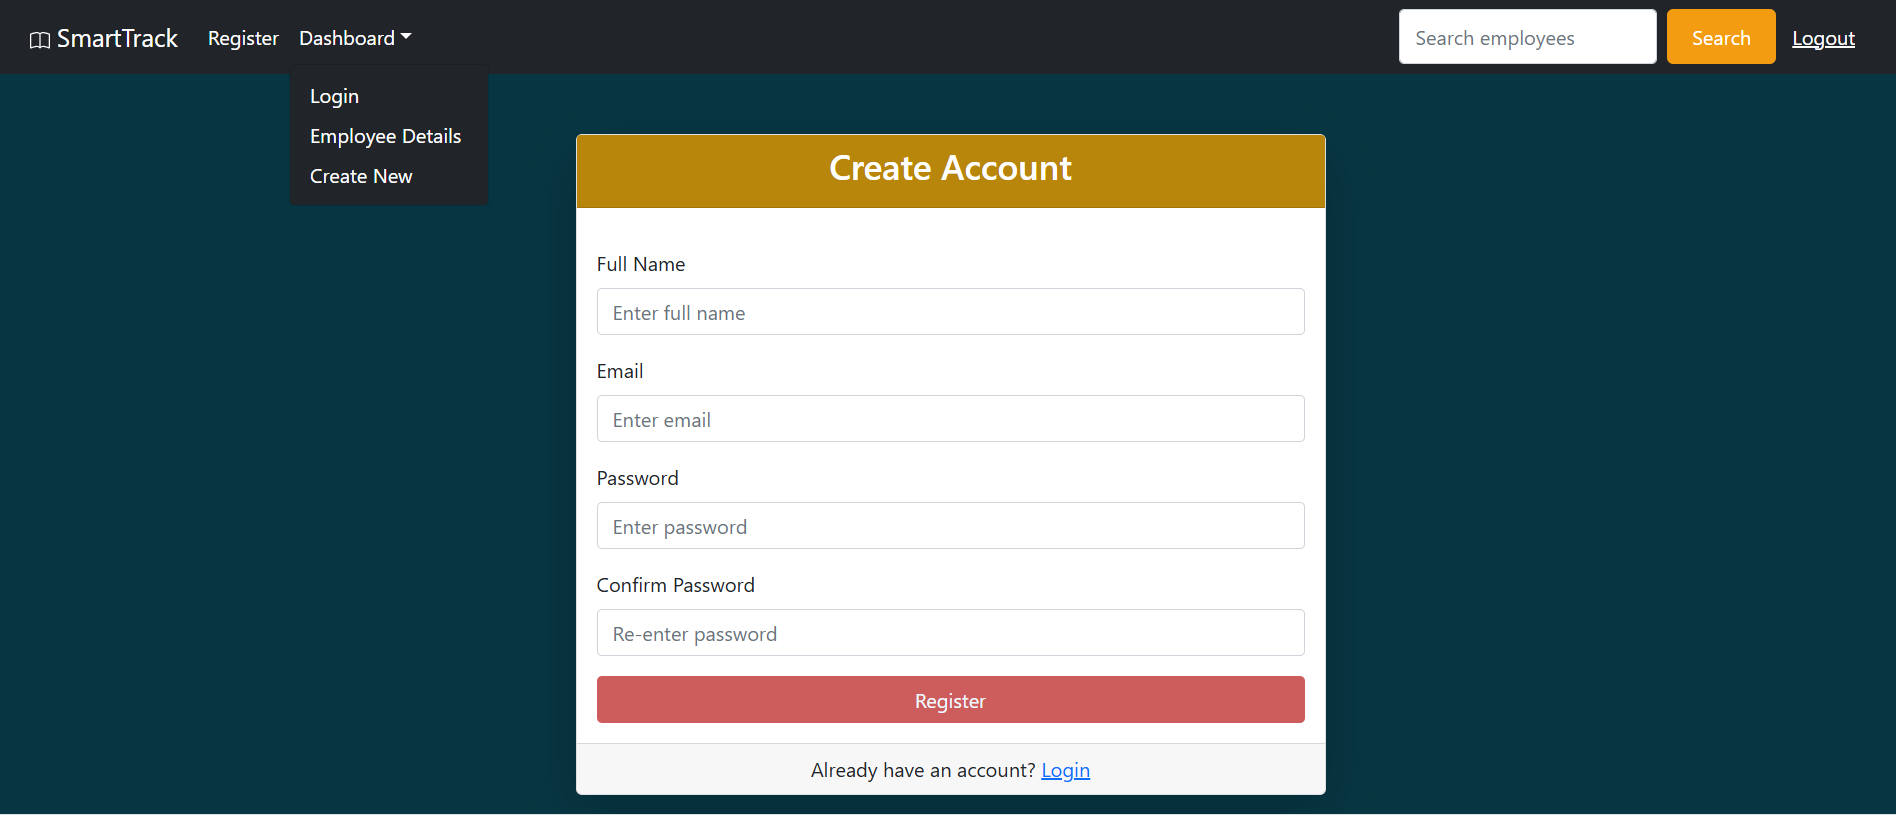 SmartTrack Register Dashboard Search employees Search Logout
Login
Employee Details
Create New
Create Account
Full Name
Enter full name
Email
Enter email
Password
Enter password
Confirm Password
Re-enter password
Register
Already have an account? Login